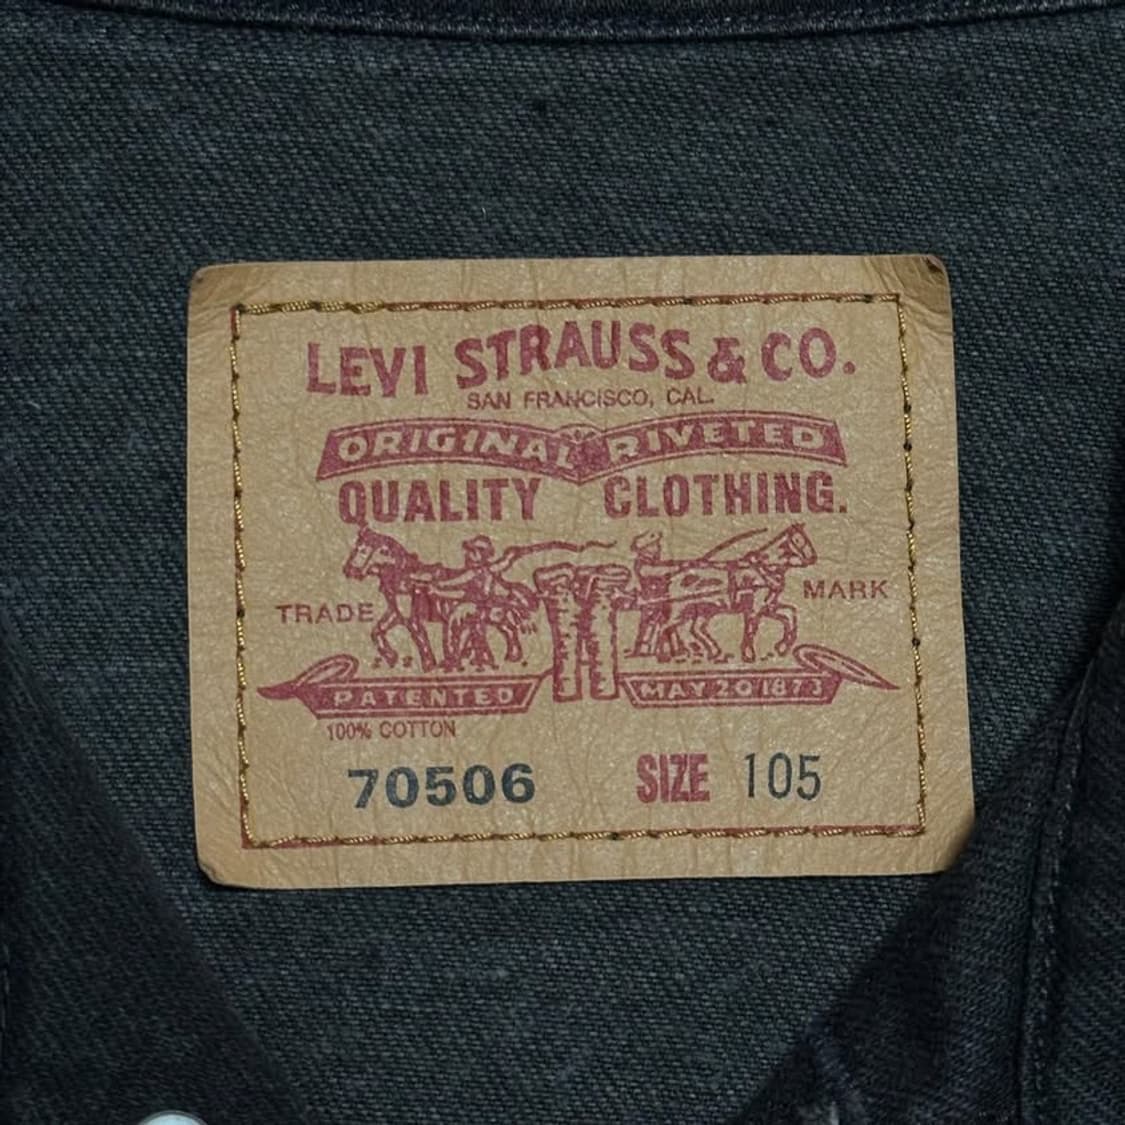 LEVI STRAUSS & CO.
SAN FRANCISCO, CAL.
ORIGINAL RIVETED
QUALITY CLOTHING.
TRADE MARK
PATENTED MAY 20 1873
100% COTTON
70506 SIZE 105